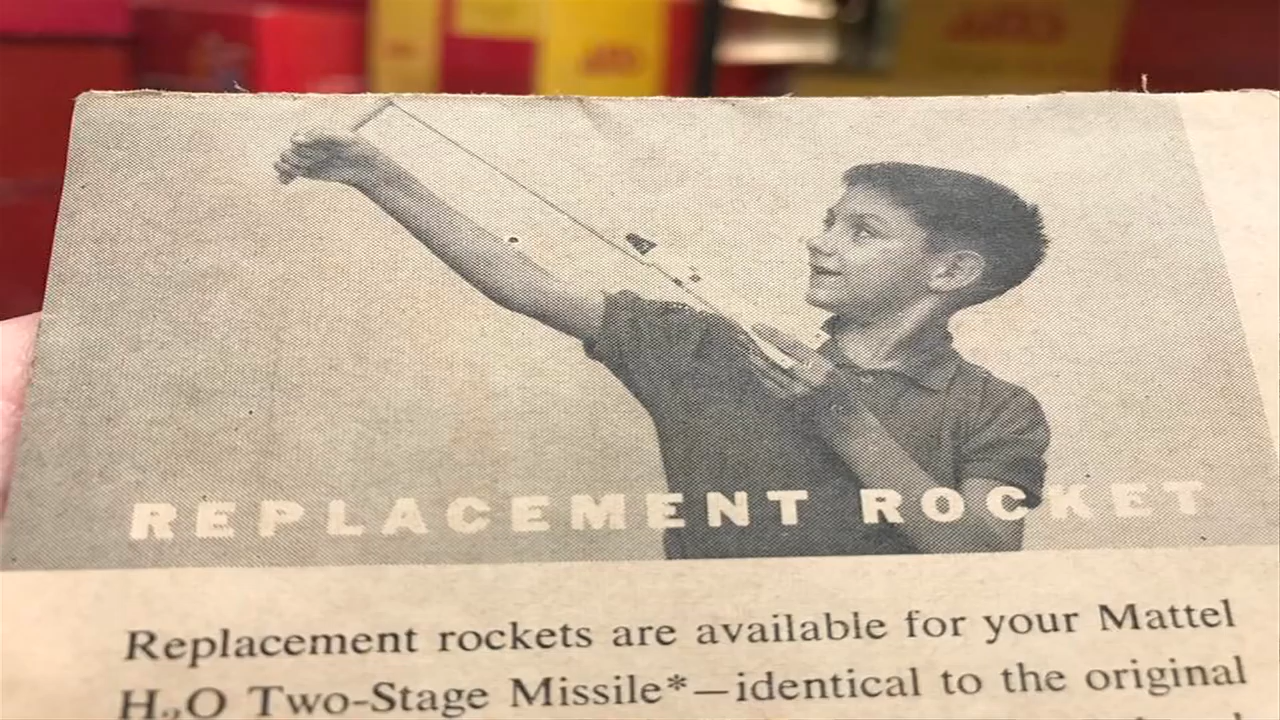 REPLACEMENT ROCKET
Replacement rockets are available for your Mattel
H₂O Two-Stage Missile*—identical to the original